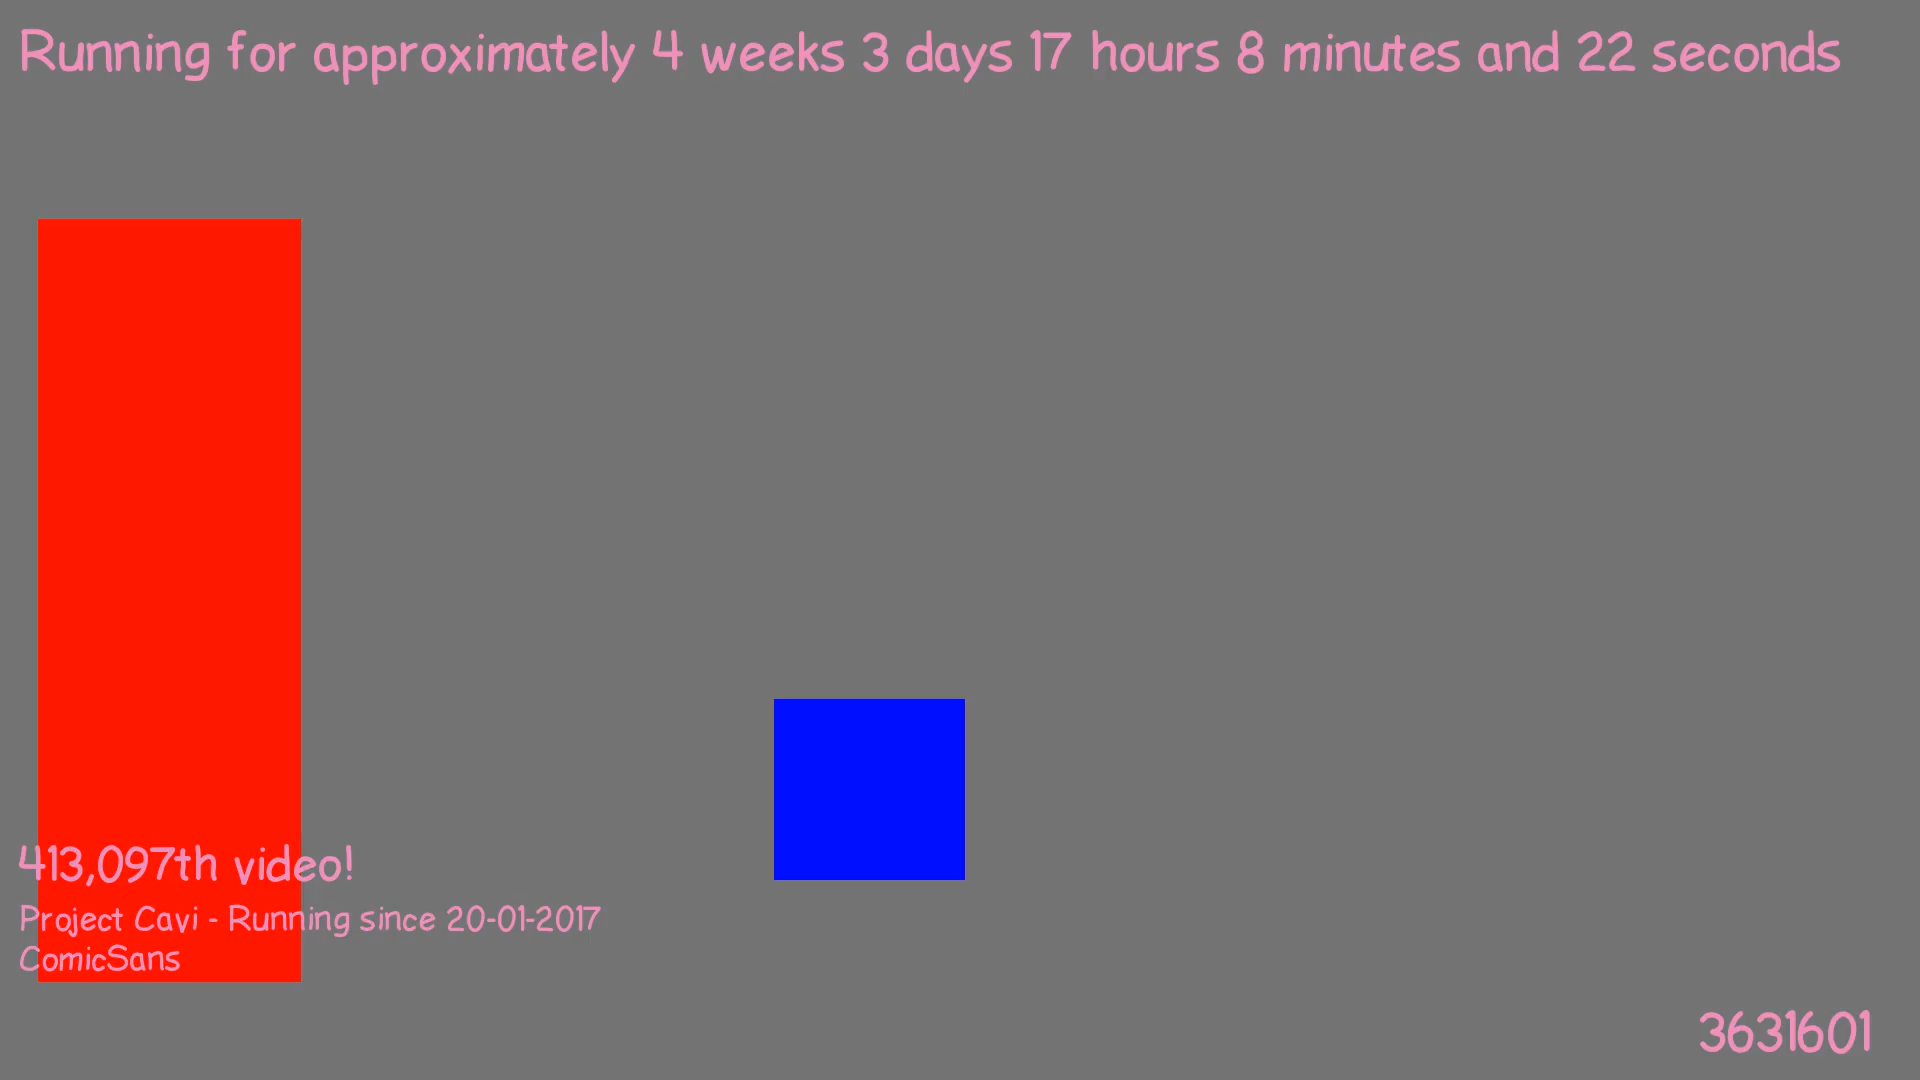 Running for approximately 4 weeks 3 days 17 hours 8 minutes and 22 seconds
413,097th video!
Project Cavi - Running since 20-01-2017
ComicSans
3631601